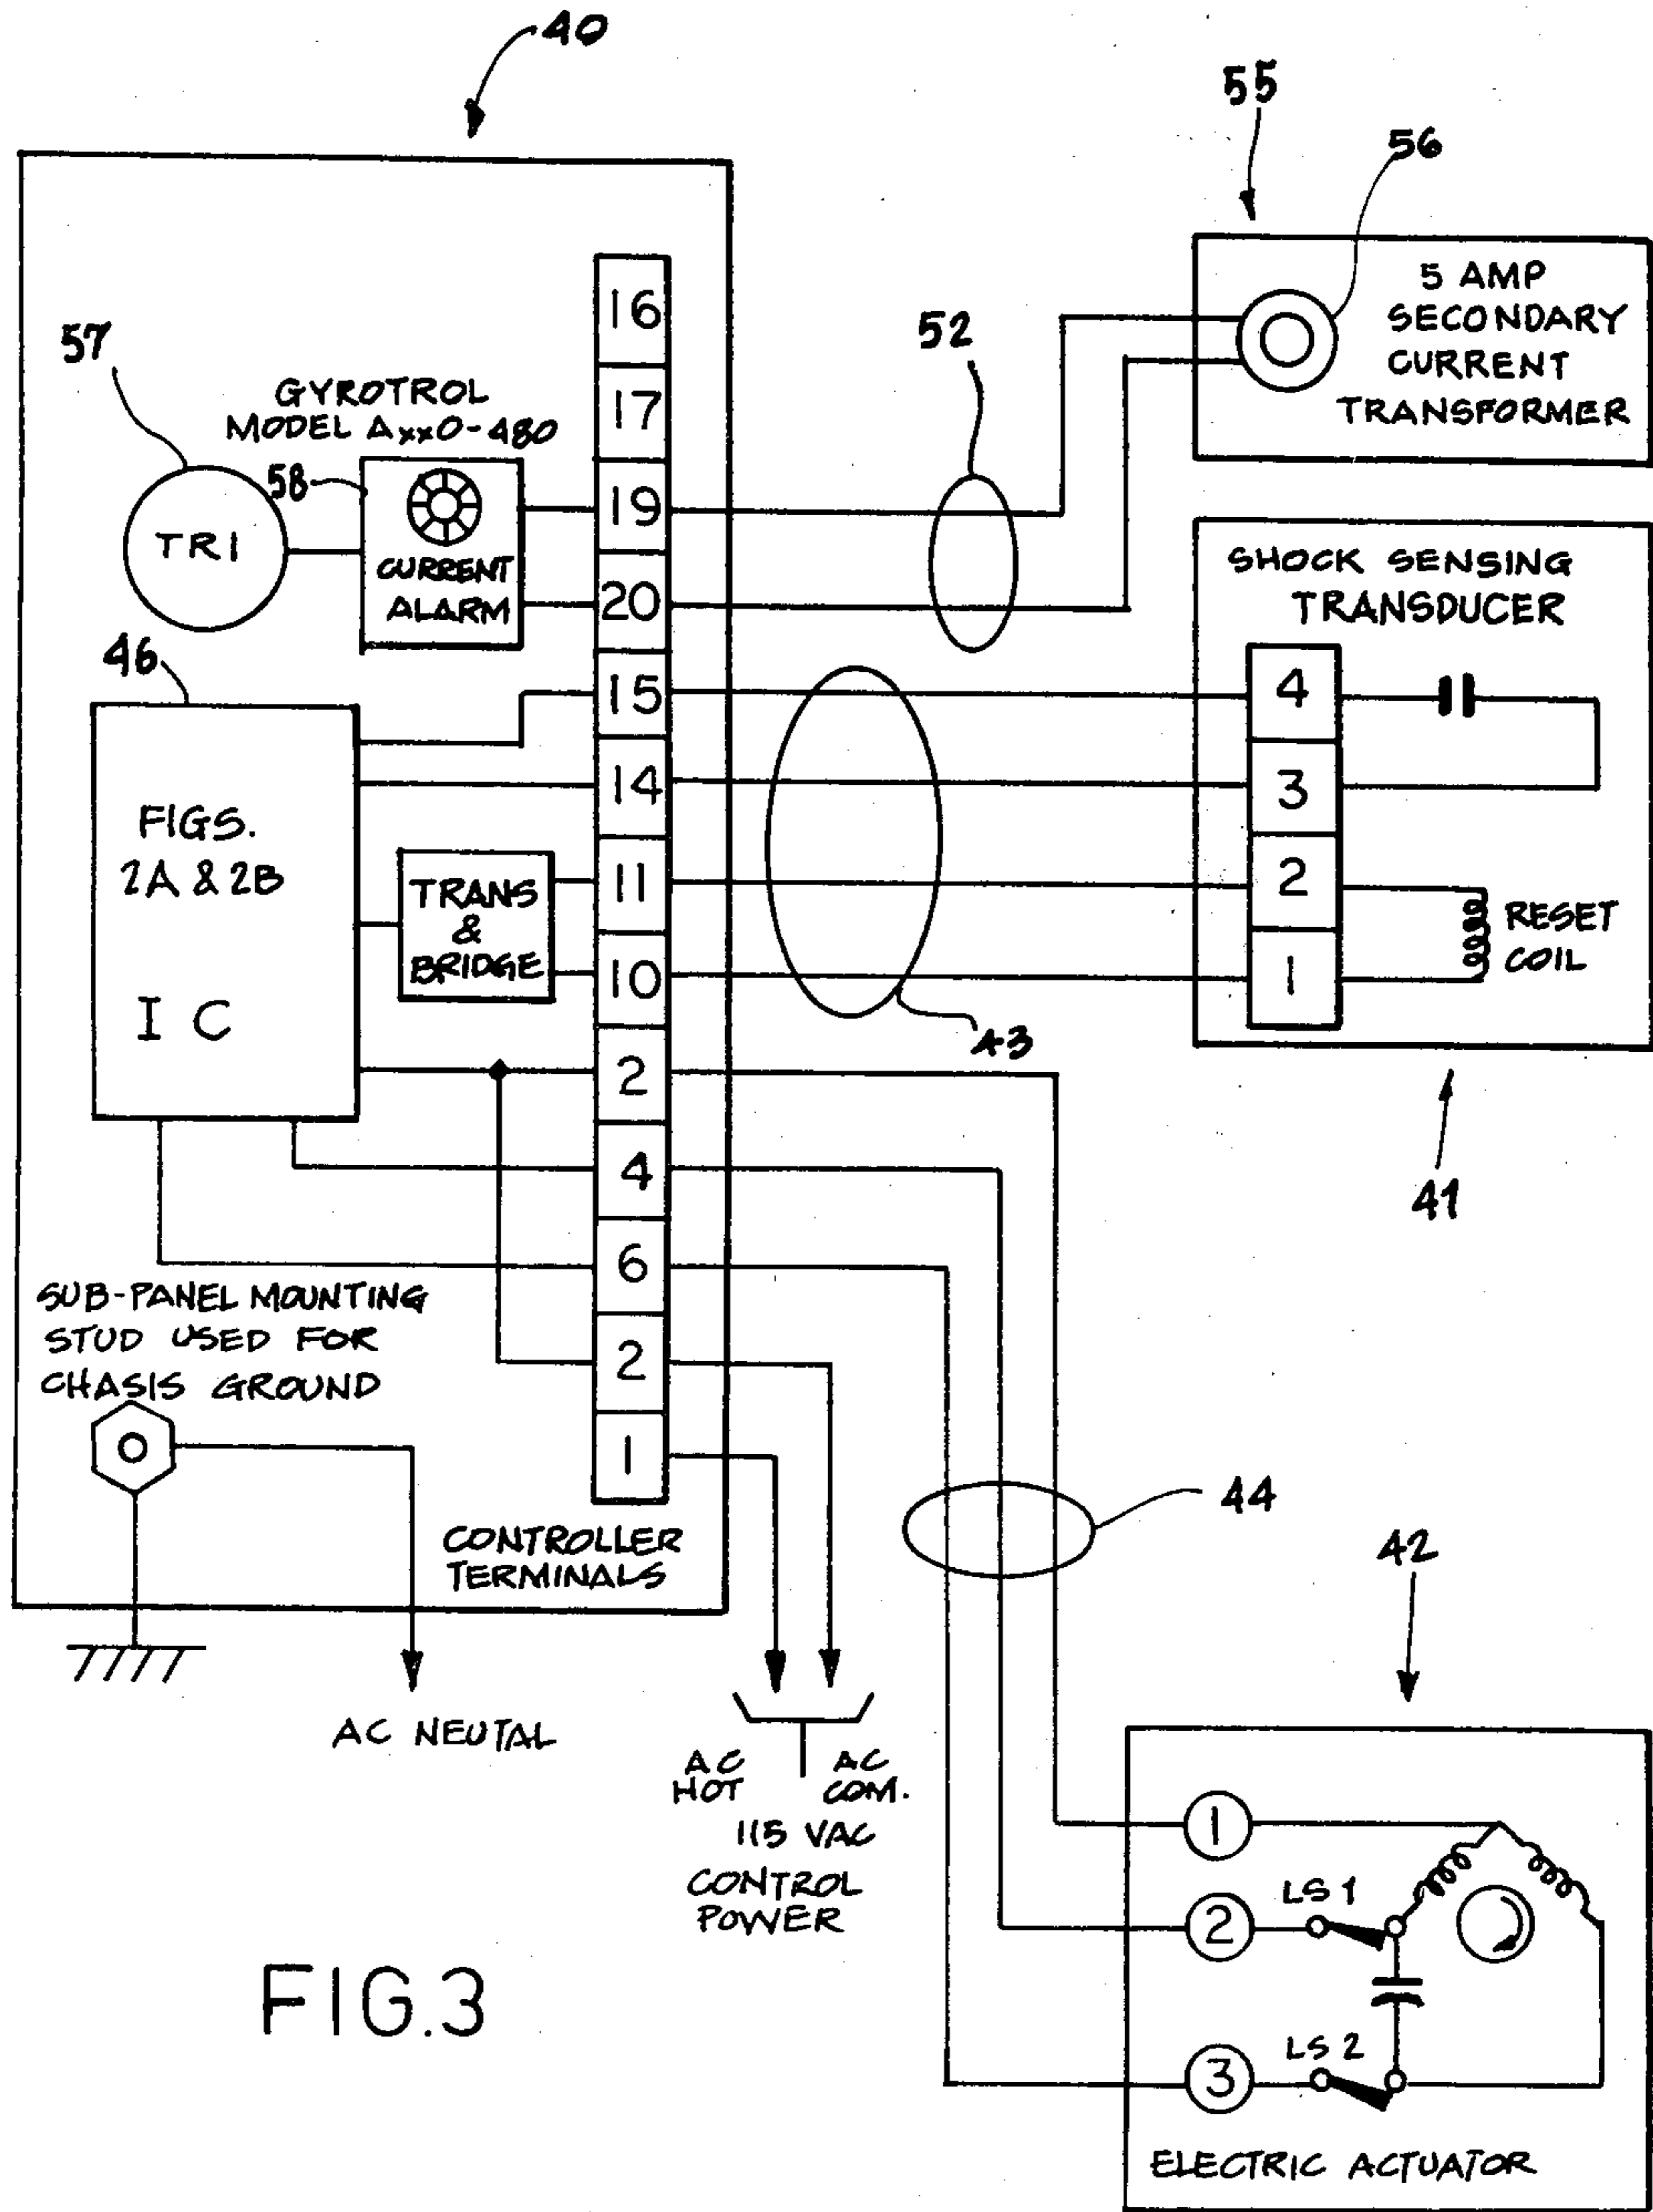 40
55
56
5 AMP
SECONDARY
CURRENT
TRANSFORMER
52
57
GYROTROL
MODEL AxxO-480
58
TR1
CURRENT
ALARM
16
17
19
20
15
14
11
10
2
4
6
2
1
46
FIGS.
2A & 2B
I C
TRANS
&
BRIDGE
SHOCK SENSING
TRANSDUCER
4
3
2
1
RESET
COIL
43
41
SUB-PANEL MOUNTING
STUD USED FOR
CHASIS GROUND
CONTROLLER
TERMINALS
44
42
AC NEUTAL
AC
HOT
AC
COM.
115 VAC
CONTROL
POWER
1
2
LS 1
3
LS 2
ELECTRIC ACTUATOR
FIG.3